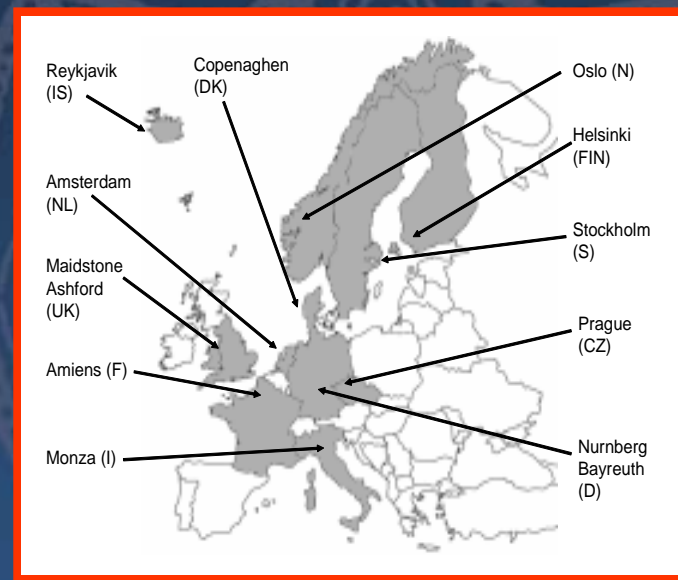 Reykjavik
(IS)
Copenaghen
(DK)
Oslo (N)
Helsinki
(FIN)
Amsterdam
(NL)
Stockholm
(S)
Maidstone
Ashford
(UK)
Prague
(CZ)
Amiens (F)
Monza (I)
Nurnberg
Bayreuth
(D)